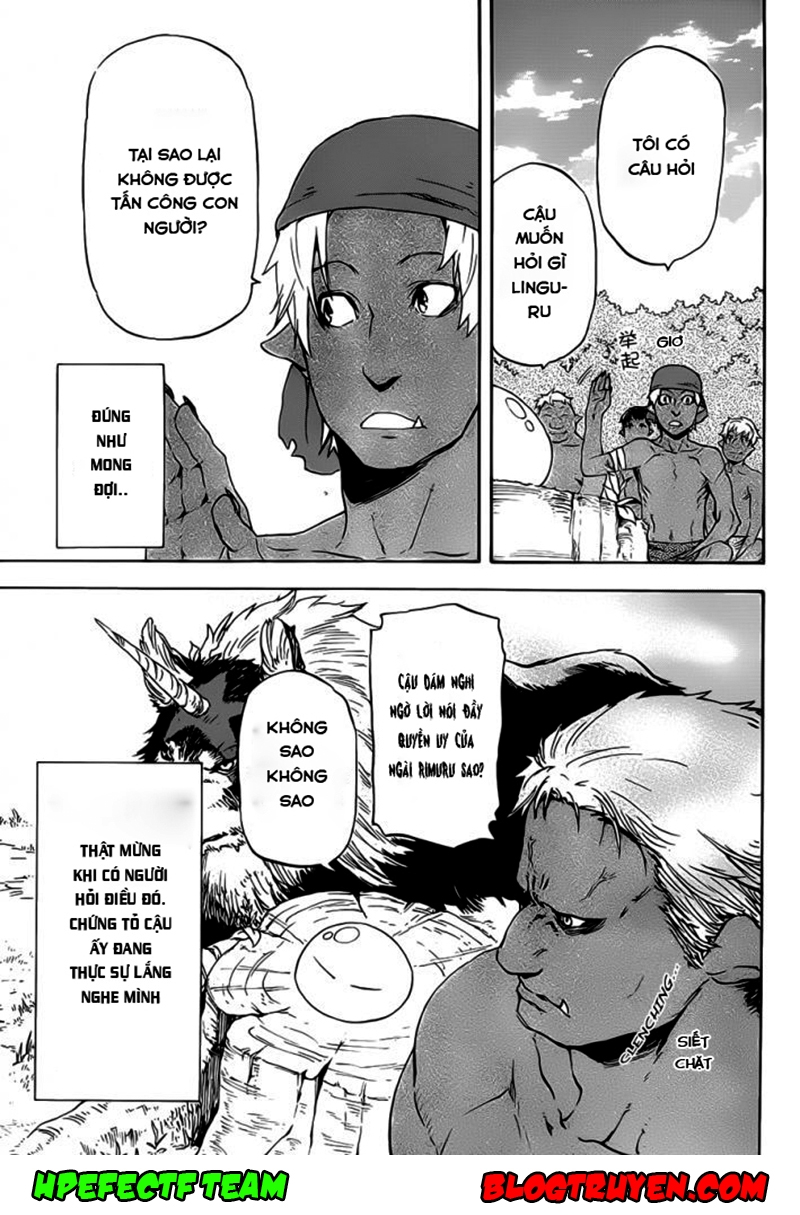 TÔI CÓ
CÂU HỎI
CẬU
MUỐN
HỎI GÌ
LINGU-
RU
举起
GIƠ
TẠI SAO LẠI
KHÔNG ĐƯỢC
TẤN CÔNG CON
NGƯỜI?
ĐÚNG
NHƯ
MONG
ĐỢI..
CẬU DÁM NGHI
NGỜ LỜI NÓI ĐẦY
QUYỀN UY CỦA
NGÀI RIMURU SAO?
KHÔNG
SAO
KHÔNG
SAO
THẬT MỪNG
KHI CÓ NGƯỜI
HỎI ĐIỀU ĐÓ.
CHỨNG TỎ CẬU
ẤY ĐANG
THỰC SỰ LẮNG
NGHE MÌNH
CLENCHING...
SIẾT
CHẶT
HPEFECTF TEAM
BLOGTRUYEN.COM